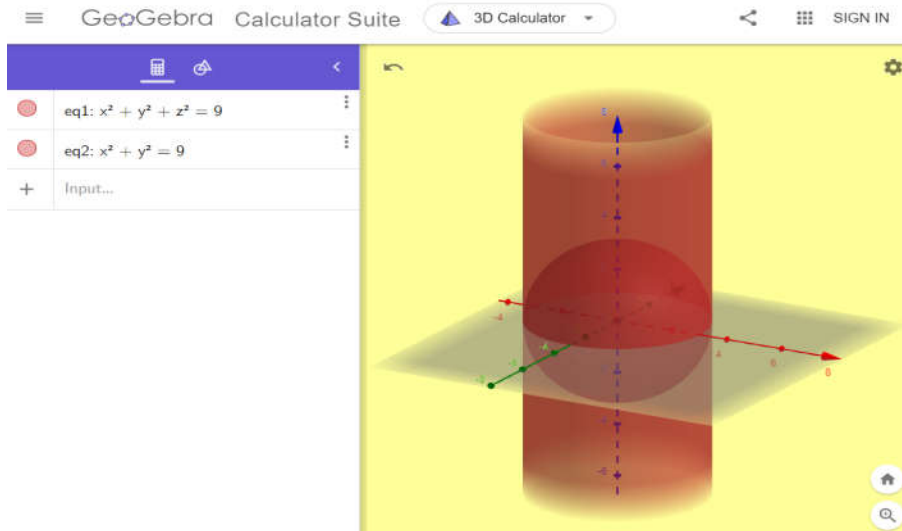 GeoGebra Calculator Suite 3D Calculator SIGN IN
eq1: x² + y² + z² = 9
eq2: x² + y² = 9
Input...
-4
4
6
8